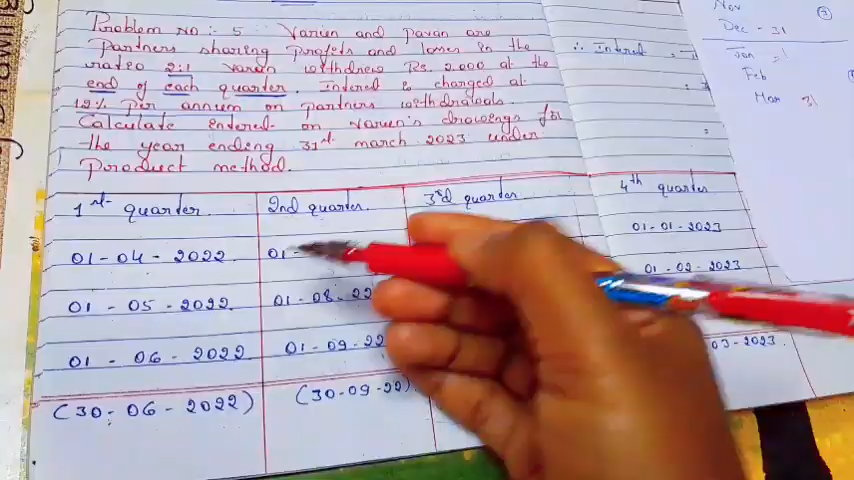 Problem No : 5 Varun and pavan are
partners sharing profits and losses in the
ratio 2:1 Varun withdrew Rs. 2000 at the
end of each quarter. Interest is charged at
12% per annum on partners withdrawals.
Calculate interest on Varun's drawings for
the year ending 31st march 2023 under
product method.
∴ Interest =
Nov
Dec - 31
Jan
Feb
Mar 31
1st quarter
2nd quarter
3rd quarter
4th quarter
01-04-2022
01-
01-01-2023
01-05-2022
01-08-22
01-02-2023
01-06-2022
01-09-22
03-2023
(30-06-2022)
(30-09-22)